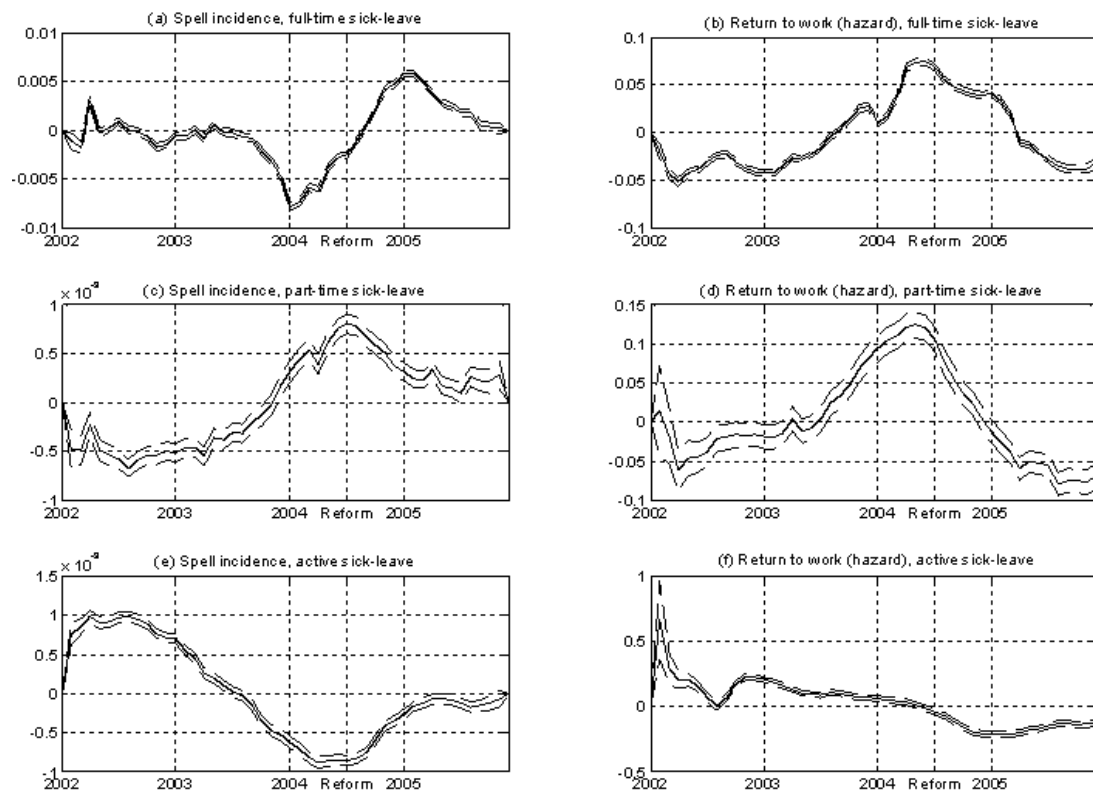 (a) Spell incidence, full-time sick-leave
0.01
0.005
0
-0.005
-0.01
2002 2003 2004 Reform 2005
(b) Return to work (hazard), full-time sick-leave
0.1
0.05
0
-0.05
-0.1
2002 2003 2004 Reform 2005
× 10⁻³ (c) Spell incidence, part-time sick-leave
1
0.5
0
-0.5
-1
2002 2003 2004 Reform 2005
(d) Return to work (hazard), part-time sick-leave
0.15
0.1
0.05
0
-0.05
-0.1
2002 2003 2004 Reform 2005
× 10⁻³ (e) Spell incidence, active sick-leave
1.5
1
0.5
0
-0.5
-1
2002 2003 2004 Reform 2005
(f) Return to work (hazard), active sick-leave
1
0.5
0
-0.5
2002 2003 2004 Reform 2005